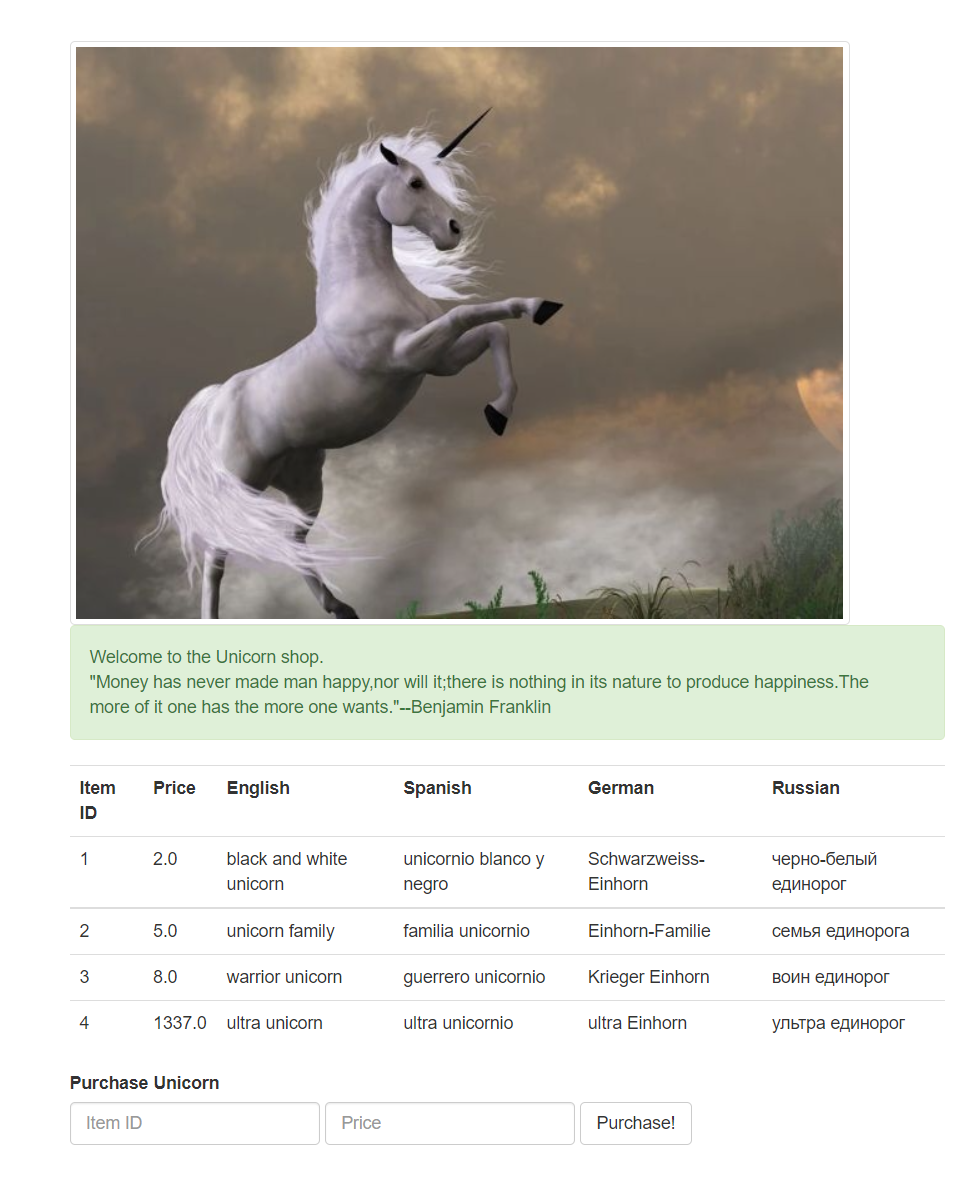 Welcome to the Unicorn shop.
"Money has never made man happy,nor will it;there is nothing in its nature to produce happiness.The
more of it one has the more one wants."--Benjamin Franklin
Item ID Price English Spanish German Russian
1 2.0 black and white unicorn unicornio blanco y negro Schwarzweiss-Einhorn черно-белый единорог
2 5.0 unicorn family familia unicornio Einhorn-Familie семья единорога
3 8.0 warrior unicorn guerrero unicornio Krieger Einhorn воин единорог
4 1337.0 ultra unicorn ultra unicornio ultra Einhorn ультра единорог
Purchase Unicorn
Item ID Price Purchase!